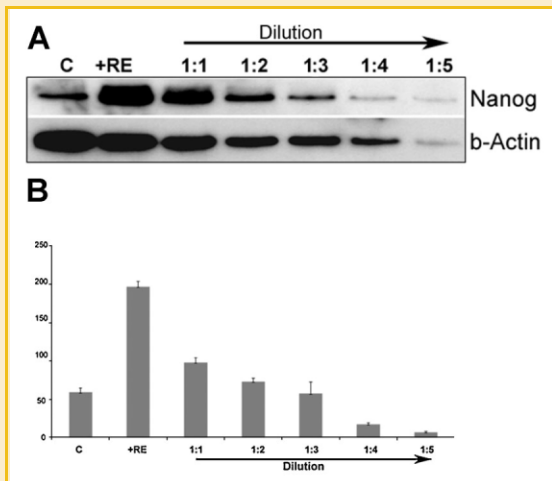 A
Dilution
C +RE 1:1 1:2 1:3 1:4 1:5
Nanog
b-Actin
B
250
200
150
100
50
0
C +RE 1:1 1:2 1:3 1:4 1:5
Dilution